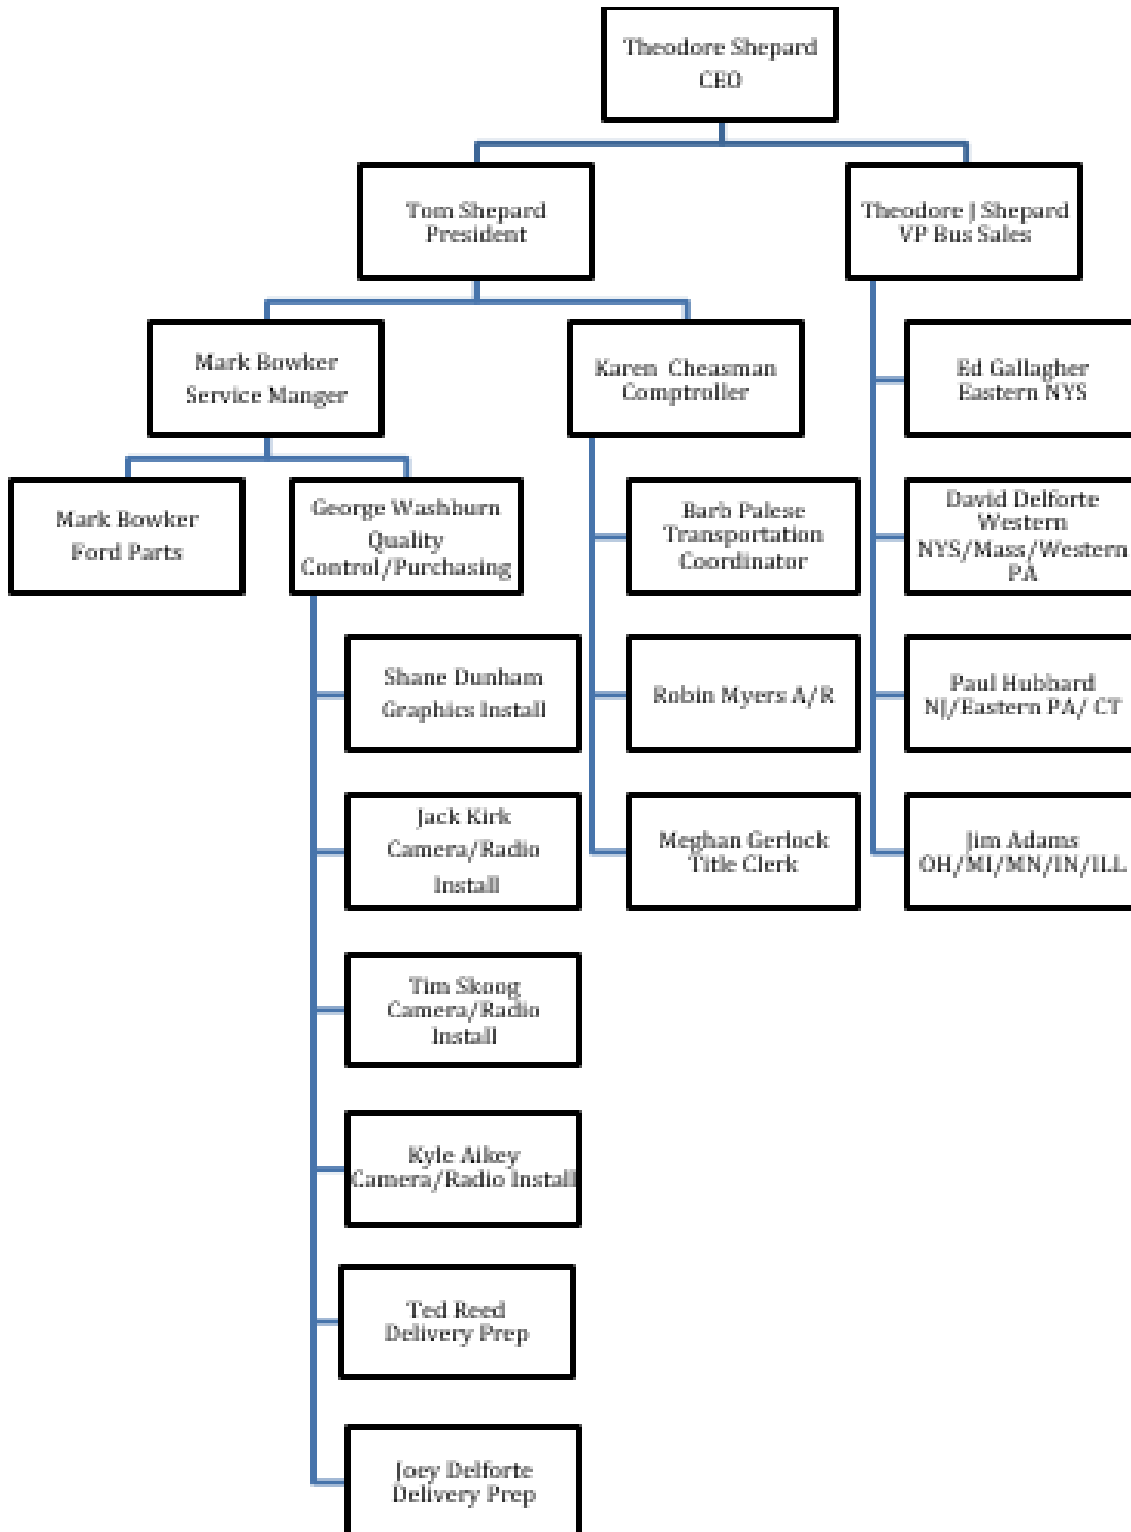 Theodore Shepard
CEO
Tom Shepard
President
Theodore J Shepard
VP Bus Sales
Mark Bowker
Service Manger
Karen Cheasman
Comptroller
Ed Gallagher
Eastern NYS
Mark Bowker
Ford Parts
George Washburn
Quality
Control/Purchasing
Barb Palese
Transportation
Coordinator
David Delforte
Western
NYS/Mass/Western
PA
Shane Dunham
Graphics Install
Robin Myers A/R
Paul Hubbard
NJ/Eastern PA/ CT
Jack Kirk
Camera/Radio
Install
Meghan Gerlock
Title Clerk
Jim Adams
OH/MI/MN/IN/ILL
Tim Skoog
Camera/Radio
Install
Kyle Aikey
Camera/Radio Install
Ted Reed
Delivery Prep
Joey Delforte
Delivery Prep